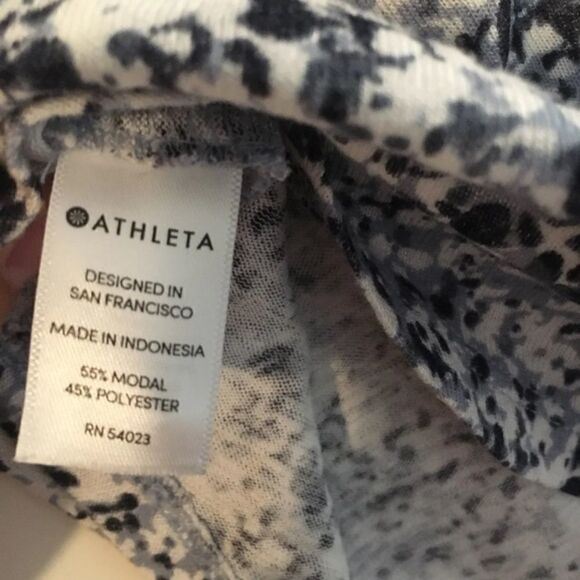 ATHLETA
DESIGNED IN
SAN FRANCISCO
MADE IN INDONESIA
55% MODAL
45% POLYESTER
RN 54023